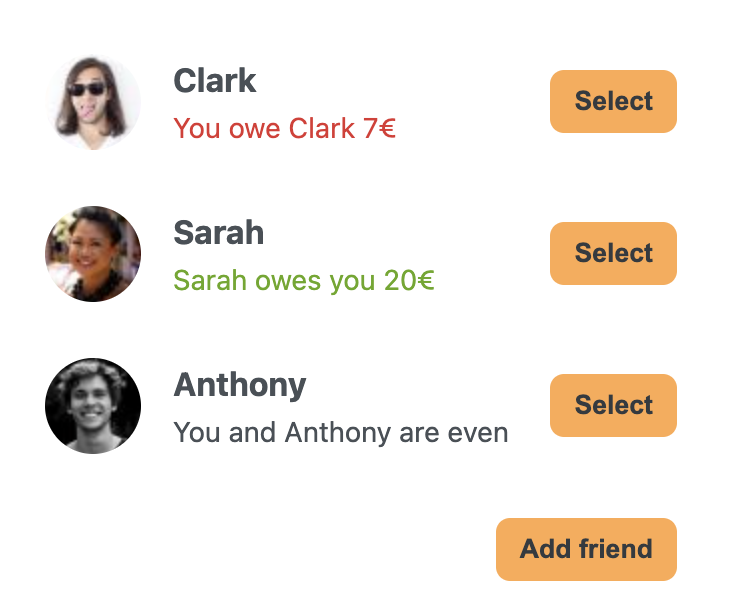 Clark
You owe Clark 7€
Select
Sarah
Sarah owes you 20€
Select
Anthony
You and Anthony are even
Select
Add friend